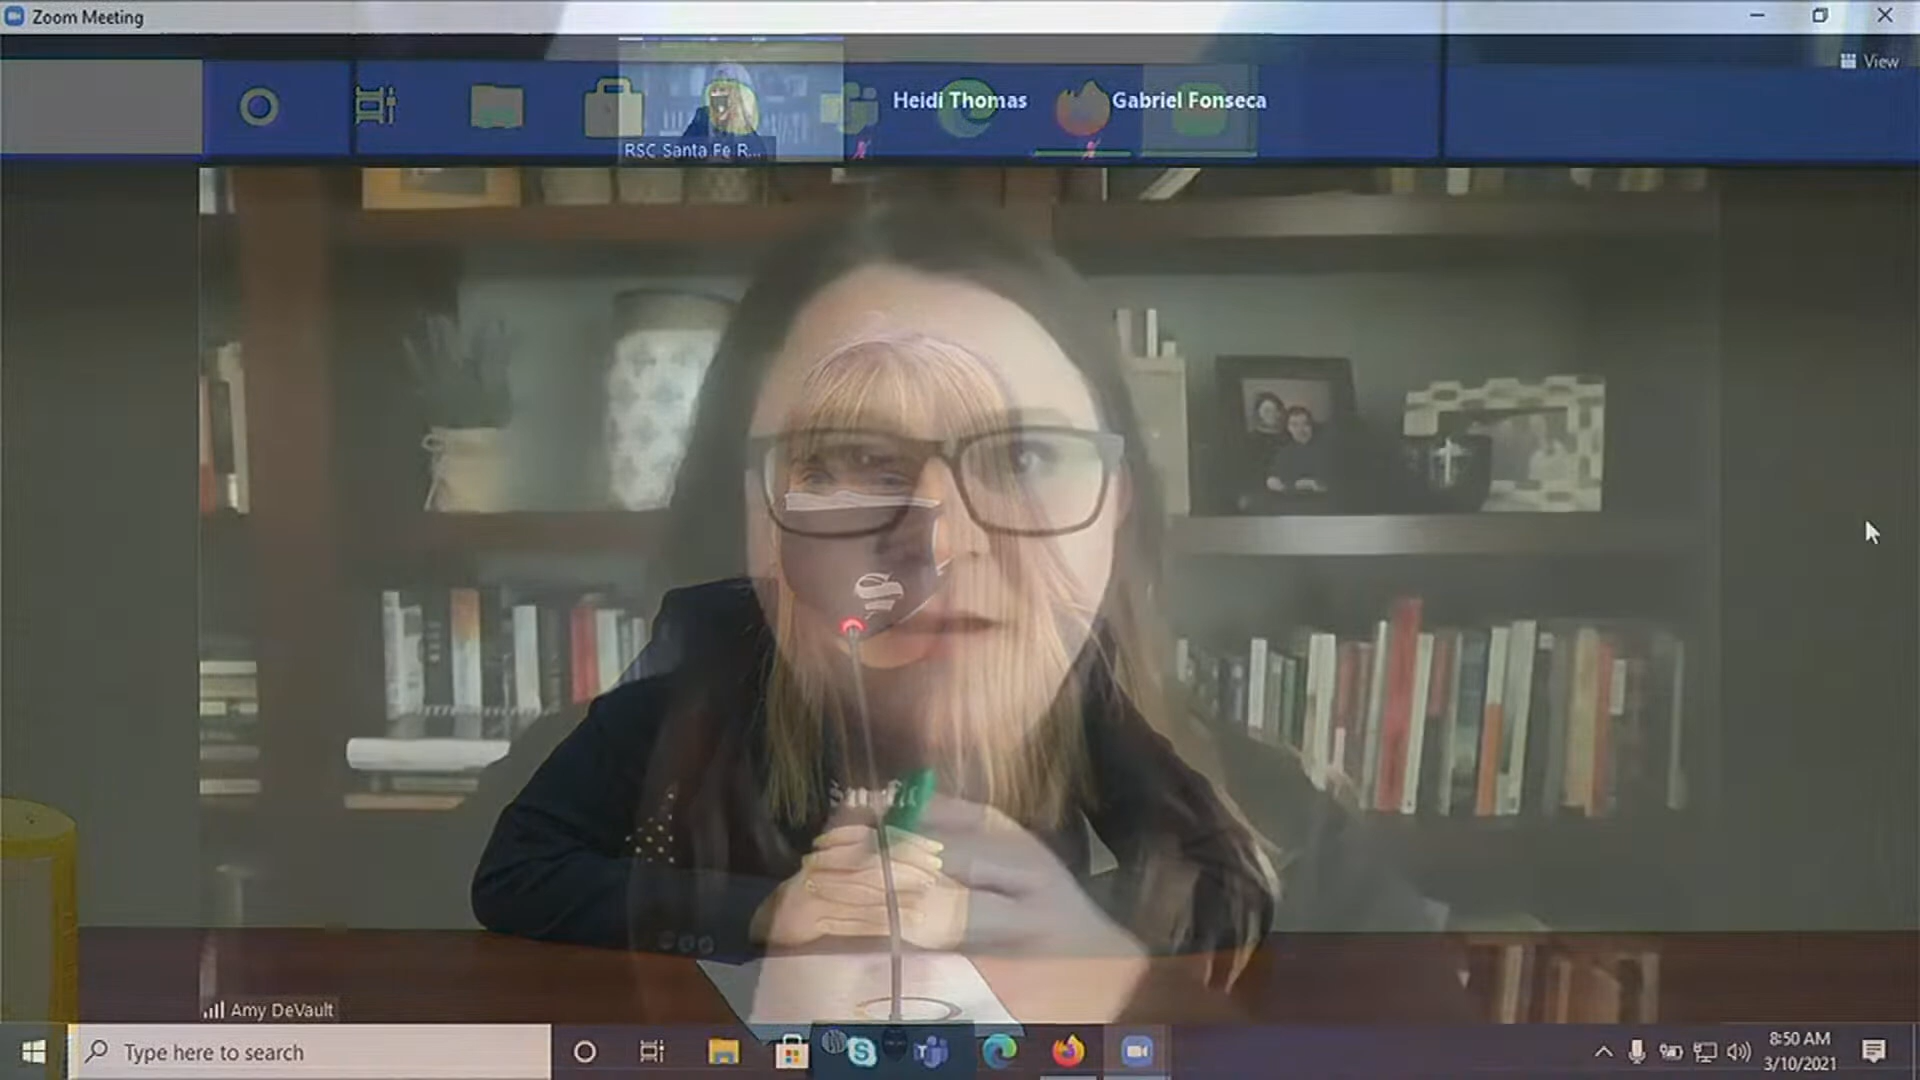 Zoom Meeting
View
Heidi Thomas
Gabriel Fonseca
RSC Santa Fe R...
Amy DeVault
Type here to search
8:50 AM
3/10/2021